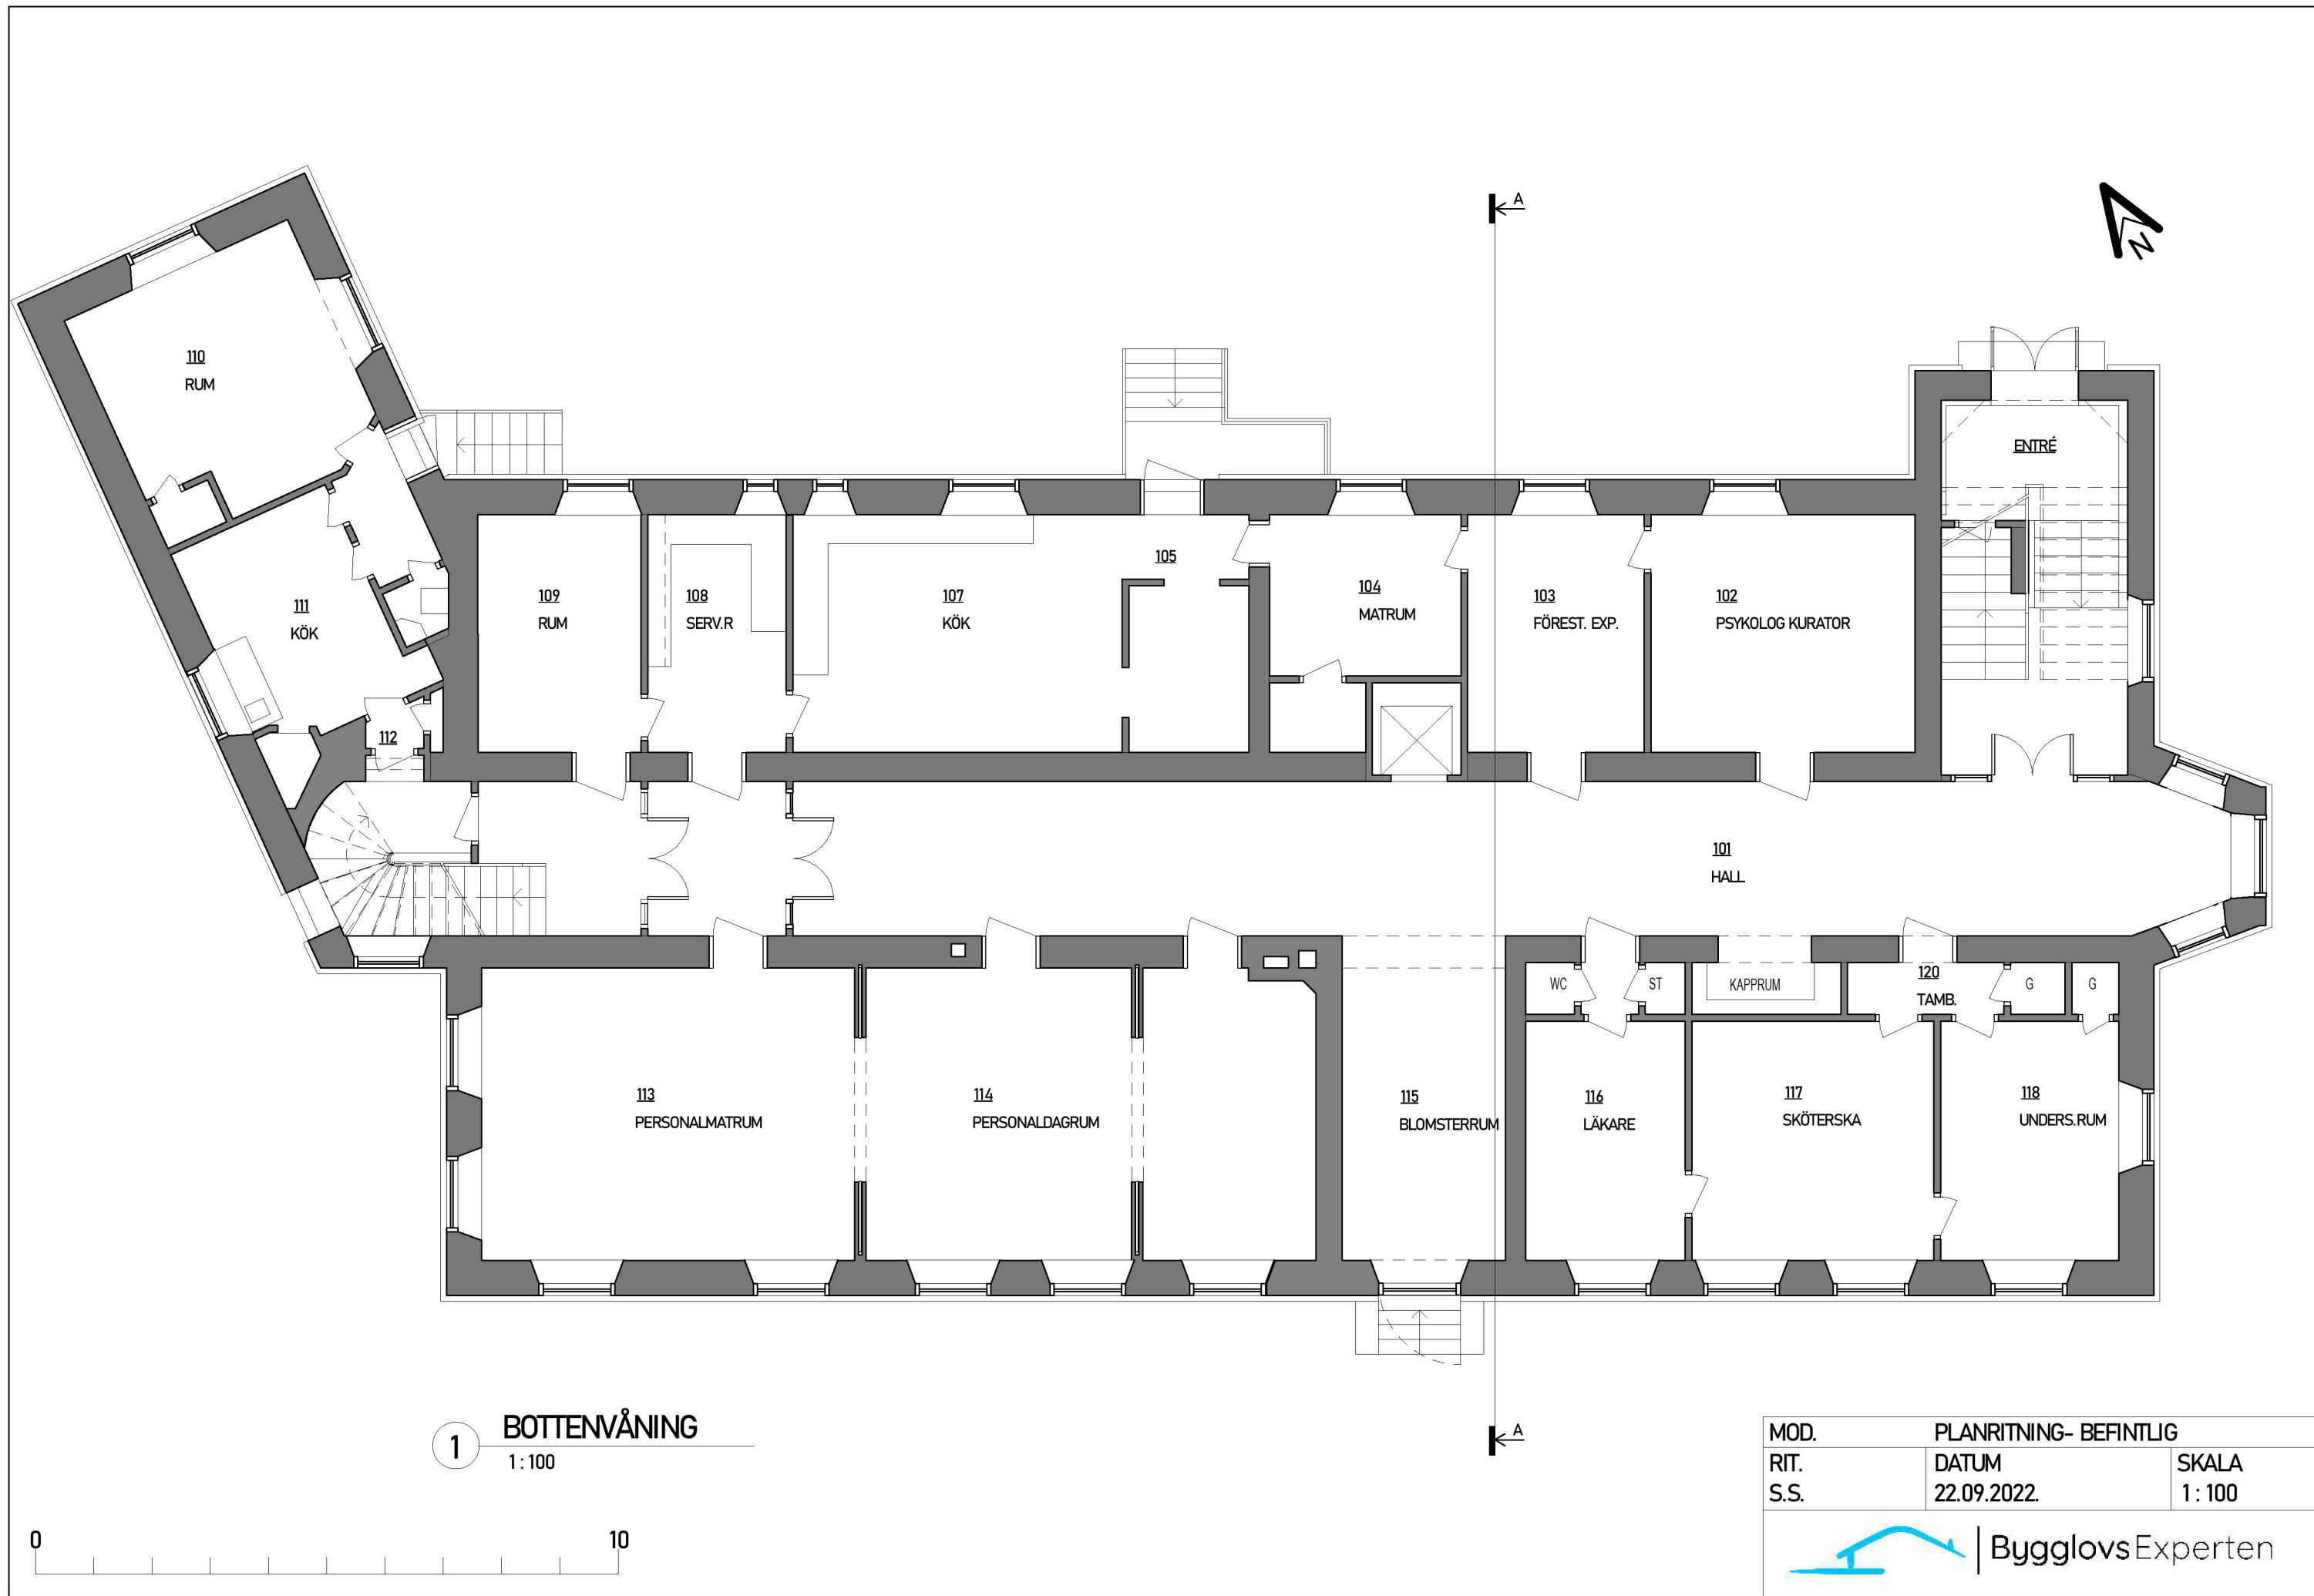 A
N
ENTRÉ
110
RUM
105
109
RUM
108
SERV.R
107
KÖK
104
MATRUM
103
FÖREST. EXP.
102
PSYKOLOG KURATOR
111
KÖK
112
101
HALL
WC
ST
KAPPRUM
120
TAMB.
G
G
113
PERSONALMATRUM
114
PERSONALDAGRUM
115
BLOMSTERRUM
116
LÄKARE
117
SKÖTERSKA
118
UNDERS.RUM
1
BOTTENVÅNING
1 : 100
A
MOD. PLANRITNING- BEFINTLIG
RIT. DATUM SKALA
S.S. 22.09.2022. 1 : 100
BygglovsExperten
0 10